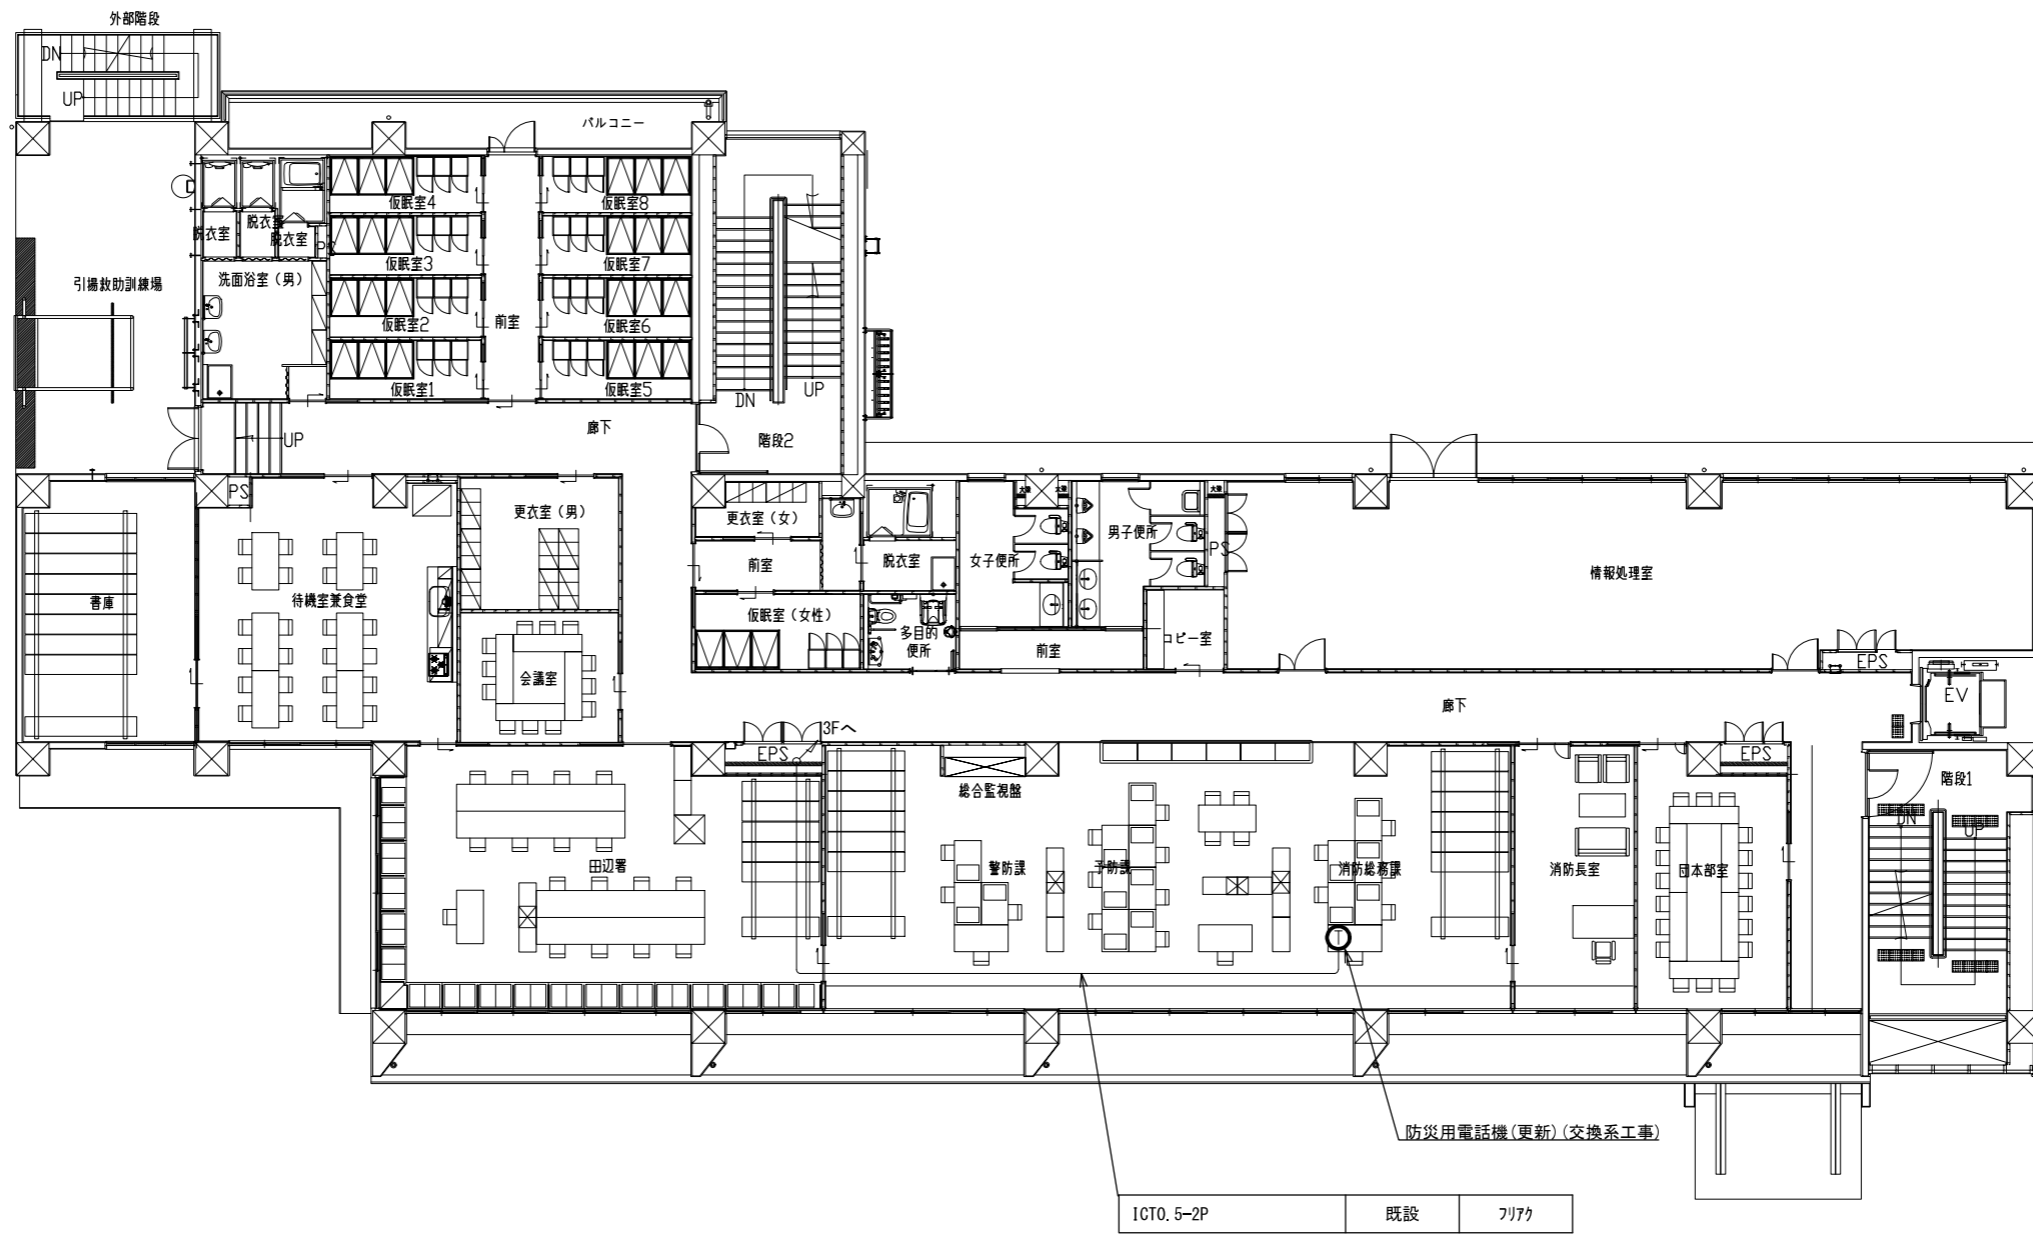 外部階段
DN
UP
バルコニー
仮眠室4
仮眠室8
脱衣室
脱衣室
脱衣室
PS
仮眠室3
仮眠室7
引揚救助訓練場
洗面浴室（男）
仮眠室2
前室
仮眠室6
仮眠室1
仮眠室5
DN
UP
UP
廊下
階段2
PS
更衣室（男）
更衣室（女）
男子便所
女子便所
PS
前室
脱衣室
情報処理室
書庫
待機室兼食堂
仮眠室（女性）
多目的
便所
コピー室
前室
会議室
EPS
EV
廊下
3Fへ
EPS
EPS
階段1
総合監視盤
DN
UP
田辺署
警防課
予防課
消防総務課
消防長室
団本部室
T
防災用電話機(更新)(交換系工事)
ICT0.5-2P
既設
フリアク